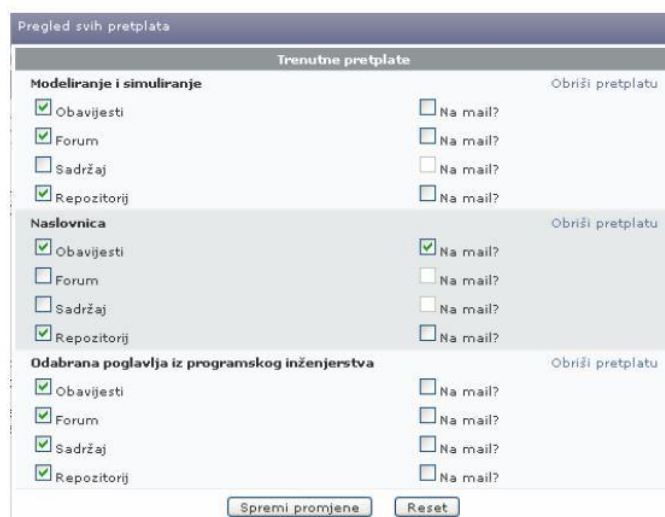 Pregled svih pretplata
Trenutne pretplate
Modeliranje i simuliranje Obriši pretplatu
Obavijesti Na mail?
Forum Na mail?
Sadržaj Na mail?
Repozitorij Na mail?
Naslovnica Obriši pretplatu
Obavijesti Na mail?
Forum Na mail?
Sadržaj Na mail?
Repozitorij Na mail?
Odabrana poglavlja iz programskog inženjerstva Obriši pretplatu
Obavijesti Na mail?
Forum Na mail?
Sadržaj Na mail?
Repozitorij Na mail?
Spremi promjene Reset